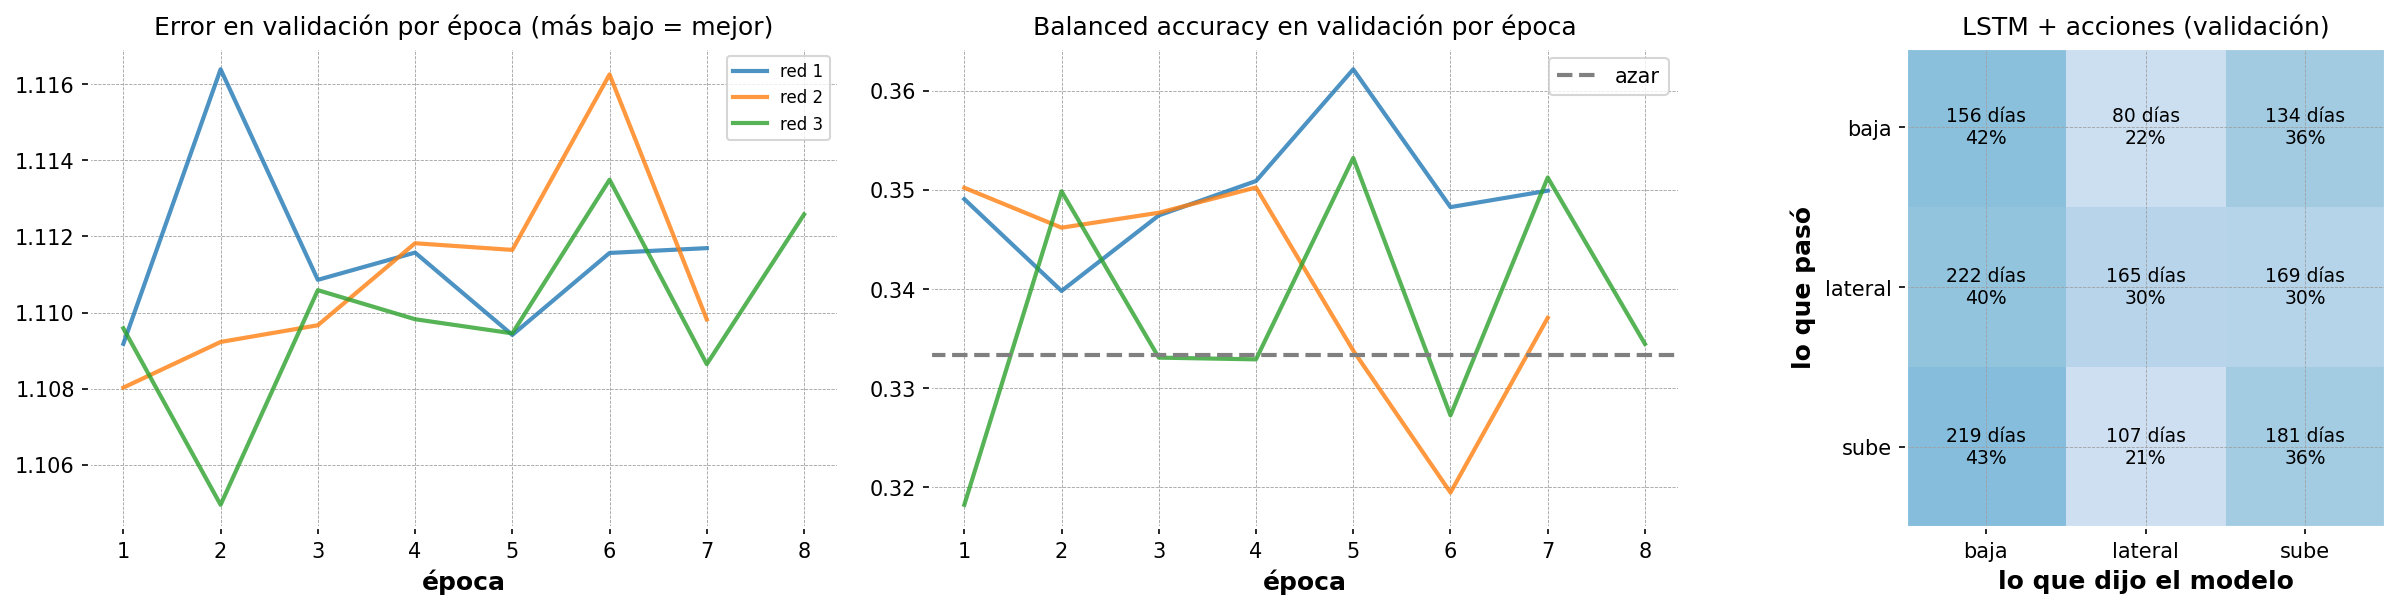 Error en validación por época (más bajo = mejor)
1.116
1.114
1.112
1.110
1.108
1.106
red 1
red 2
red 3
1 2 3 4 5 6 7 8
época
Balanced accuracy en validación por época
0.36
0.35
0.34
0.33
0.32
azar
1 2 3 4 5 6 7 8
época
LSTM + acciones (validación)
lo que pasó
baja
156 días
42%
80 días
22%
134 días
36%
lateral
222 días
40%
165 días
30%
169 días
30%
sube
219 días
43%
107 días
21%
181 días
36%
baja lateral sube
lo que dijo el modelo